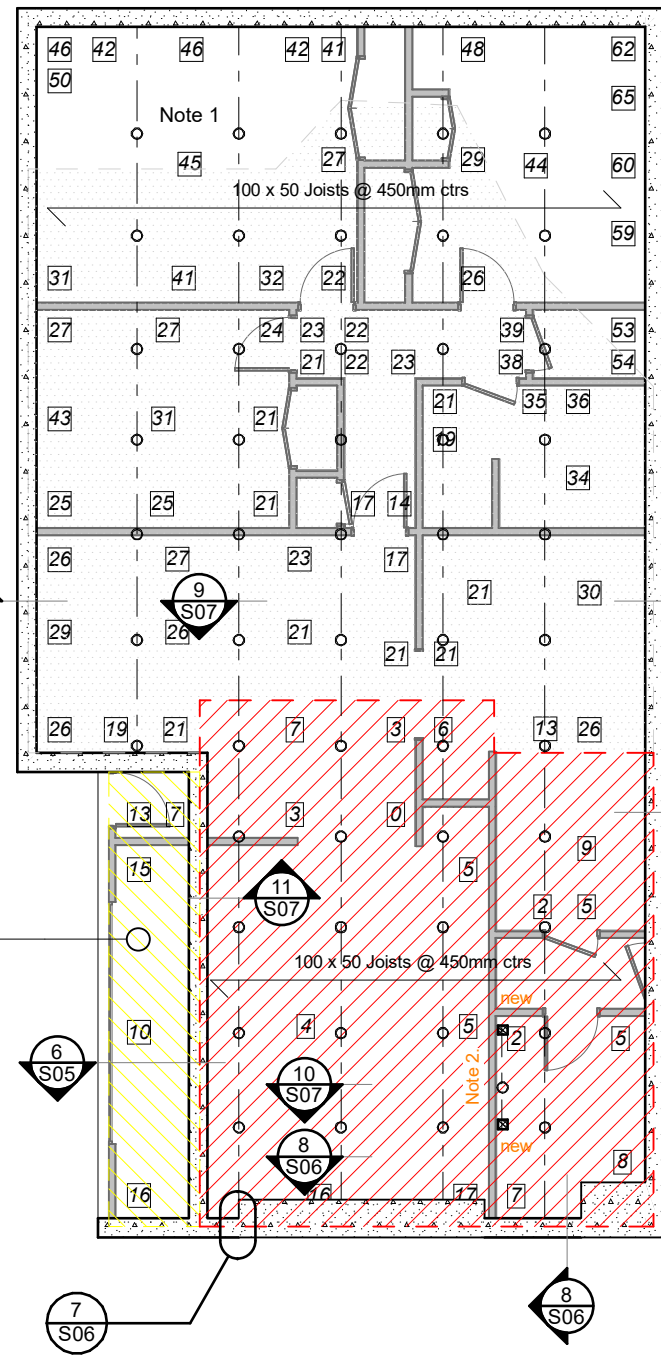 46 42 46 42 41 48 62
50 65
Note 1
45 27 29 44 60
100 x 50 Joists @ 450mm ctrs
59
31 41 32 22 26
27 27 24 23 22 39 53
21 22 23 38 54
21 35 36
43 31 21 19
34
25 25 21 17 14
26 27 23 17
9
S07
21 30
29 26 21 21 21
26 19 21 7 3 6 13 26
13 7 3 0
9
15 5
11
S07
2 5
100 x 50 Joists @ 450mm ctrs
new
10 4 5 2 5
6
S05
Note 2.
10
S07
new
8
S06
16 16 17 7 8
7
S06
8
S06